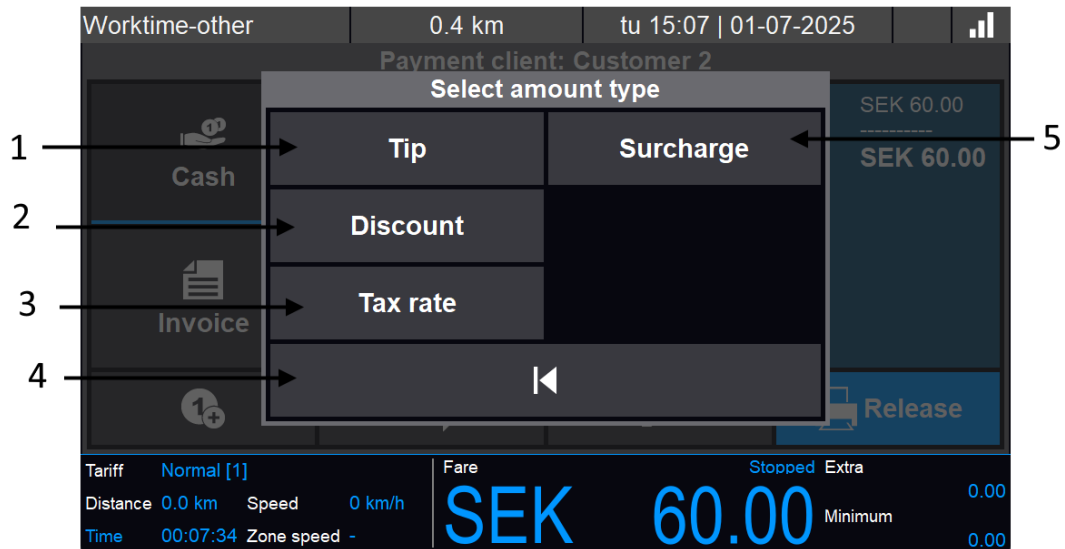 Worktime-other 0.4 km tu 15:07 | 01-07-2025
Payment client: Customer 2
Select amount type
SEK 60.00
----------
1 Tip Surcharge 5
Cash SEK 60.00
2 Discount
3 Tax rate
Invoice
4
1 Release
Tariff Normal [1] Fare Stopped Extra
Distance 0.0 km Speed 0 km/h SEK 60.00 0.00
Minimum
Time 00:07:34 Zone speed - 0.00